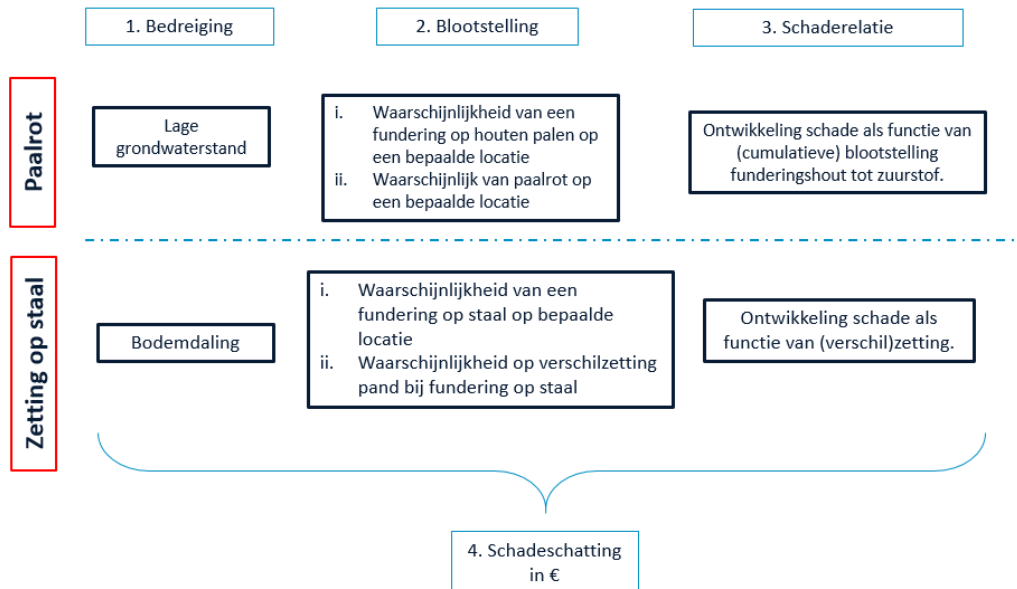 1. Bedreiging
2. Blootstelling
3. Schaderelatie
Paalrot
Lage
grondwaterstand
i. Waarschijnlijkheid van een
fundering op houten palen op
een bepaalde locatie
ii. Waarschijnlijk van paalrot op
een bepaalde locatie
Ontwikkeling schade als functie van
(cumulatieve) blootstelling
funderingshout tot zuurstof.
Zetting op staal
Bodemdaling
i. Waarschijnlijkheid van een
fundering op staal op bepaalde
locatie
ii. Waarschijnlijkheid op verschilzetting
pand bij fundering op staal
Ontwikkeling schade als
functie van (verschil)zetting.
4. Schadeschatting
in €